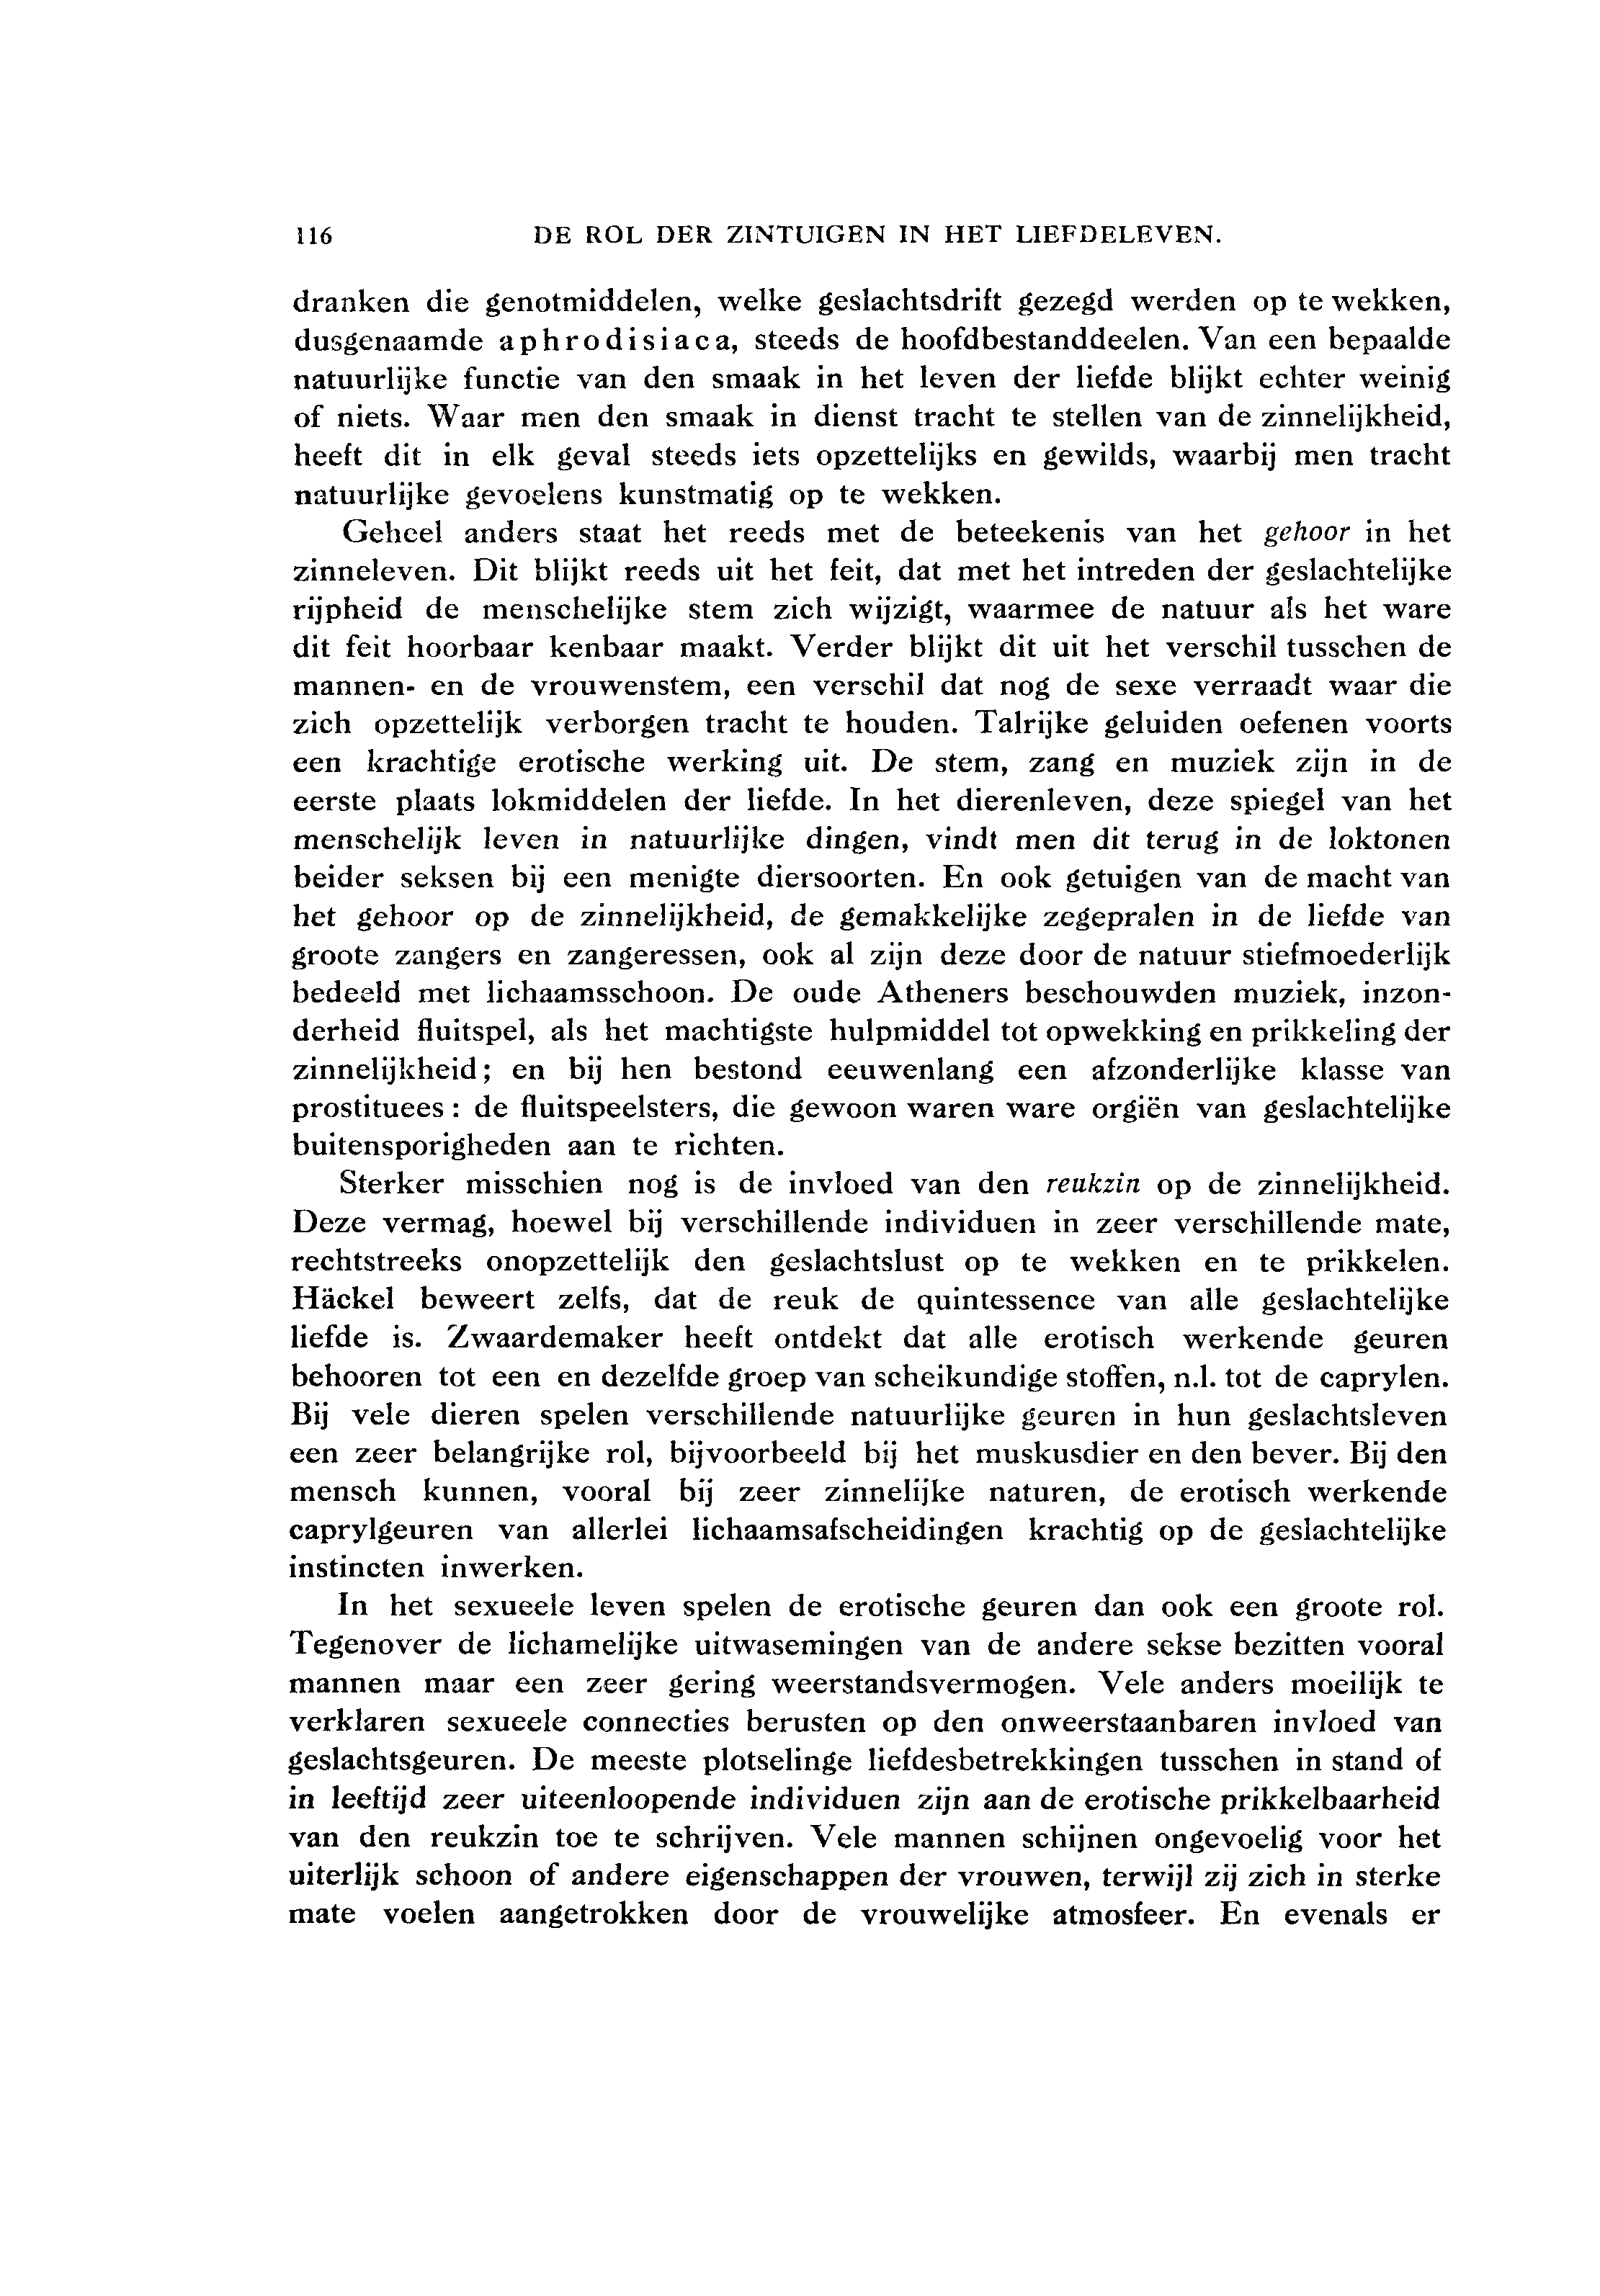 116 DE ROL DER ZINTUIGEN IN HET LIEFDELEVEN.
dranken die genotmiddelen, welke geslachtsdrift gezegd werden op te wekken,
dusgenaamde aphrodisiaca, steeds de hoofdbestanddeelen. Van een bepaalde
natuurlijke functie van den smaak in het leven der liefde blijkt echter weinig
of niets. Waar men den smaak in dienst tracht te stellen van de zinnelijkheid,
heeft dit in elk geval steeds iets opzettelijks en gewilds, waarbij men tracht
natuurlijke gevoelens kunstmatig op te wekken.
Geheel anders staat het reeds met de beteekenis van het gehoor in het
zinneleven. Dit blijkt reeds uit het feit, dat met het intreden der geslachtelijke
rijpheid de menschelijke stem zich wijzigt, waarmee de natuur als het ware
dit feit hoorbaar kenbaar maakt. Verder blijkt dit uit het verschil tusschen de
mannen- en de vrouwenstem, een verschil dat nog de sexe verraadt waar die
zich opzettelijk verborgen tracht te houden. Talrijke geluiden oefenen voorts
een krachtige erotische werking uit. De stem, zang en muziek zijn in de
eerste plaats lokmiddelen der liefde. In het dierenleven, deze spiegel van het
menschelijk leven in natuurlijke dingen, vindt men dit terug in de loktonen
beider seksen bij een menigte diersoorten. En ook getuigen van de macht van
het gehoor op de zinnelijkheid, de gemakkelijke zegepralen in de liefde van
groote zangers en zangeressen, ook al zijn deze door de natuur stiefmoederlijk
bedeeld met lichaamsschoon. De oude Atheners beschouwden muziek, inzon-
derheid fluitspel, als het machtigste hulpmiddel tot opwekking en prikkeling der
zinnelijkheid; en bij hen bestond eeuwenlang een afzonderlijke klasse van
prostituees : de fluitspeelsters, die gewoon waren ware orgiën van geslachtelijke
buitensporigheden aan te richten.
Sterker misschien nog is de invloed van den reukzin op de zinnelijkheid.
Deze vermag, hoewel bij verschillende individuen in zeer verschillende mate,
rechtstreeks onopzettelijk den geslachtslust op te wekken en te prikkelen.
Häckel beweert zelfs, dat de reuk de quintessence van alle geslachtelijke
liefde is. Zwaardemaker heeft ontdekt dat alle erotisch werkende geuren
behooren tot een en dezelfde groep van scheikundige stoffen, n.l. tot de caprylen.
Bij vele dieren spelen verschillende natuurlijke geuren in hun geslachtsleven
een zeer belangrijke rol, bijvoorbeeld bij het muskusdier en den bever. Bij den
mensch kunnen, vooral bij zeer zinnelijke naturen, de erotisch werkende
caprylgeuren van allerlei lichaamsafscheidingen krachtig op de geslachtelijke
instincten inwerken.
In het sexueele leven spelen de erotische geuren dan ook een groote rol.
Tegenover de lichamelijke uitwasemingen van de andere sekse bezitten vooral
mannen maar een zeer gering weerstandsvermogen. Vele anders moeilijk te
verklaren sexueele connecties berusten op den onweerstaanbaren invloed van
geslachtsgeuren. De meeste plotselinge liefdesbetrekkingen tusschen in stand of
in leeftijd zeer uiteenloopende individuen zijn aan de erotische prikkelbaarheid
van den reukzin toe te schrijven. Vele mannen schijnen ongevoelig voor het
uiterlijk schoon of andere eigenschappen der vrouwen, terwijl zij zich in sterke
mate voelen aangetrokken door de vrouwelijke atmosfeer. En evenals er